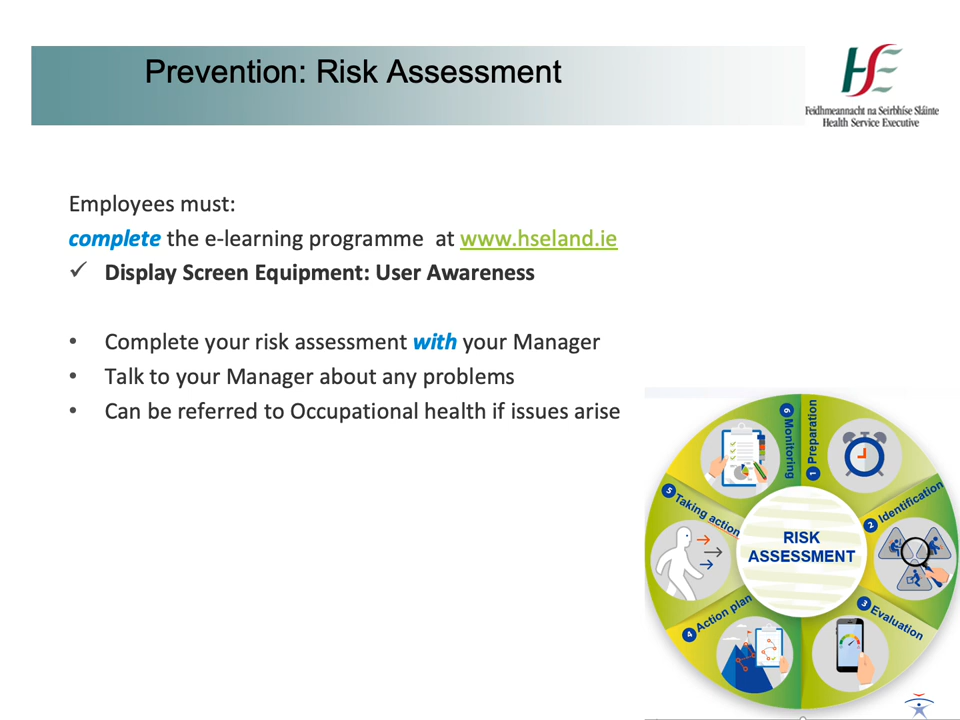 Prevention: Risk Assessment
Feidhmeannacht na Seirbhíse Sláinte
Health Service Executive
Employees must:
complete the e-learning programme at www.hseland.ie
✓ Display Screen Equipment: User Awareness
• Complete your risk assessment with your Manager
• Talk to your Manager about any problems
• Can be referred to Occupational health if issues arise
RISK
ASSESSMENT
1 Preparation
2 Identification
3 Evaluation
4 Action plan
5 Taking action
6 Monitoring